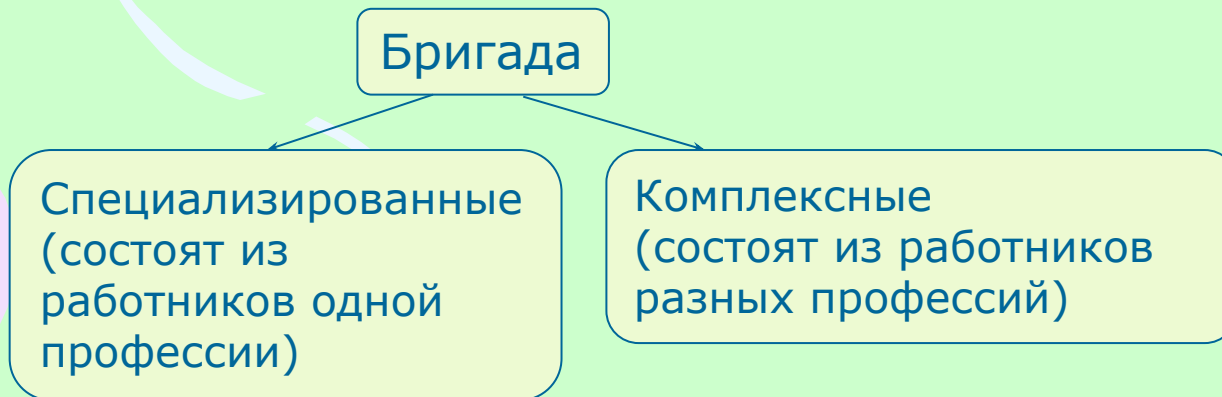 Бригада
Специализированные
(состоят из
работников одной
профессии)
Комплексные
(состоят из работников
разных профессий)